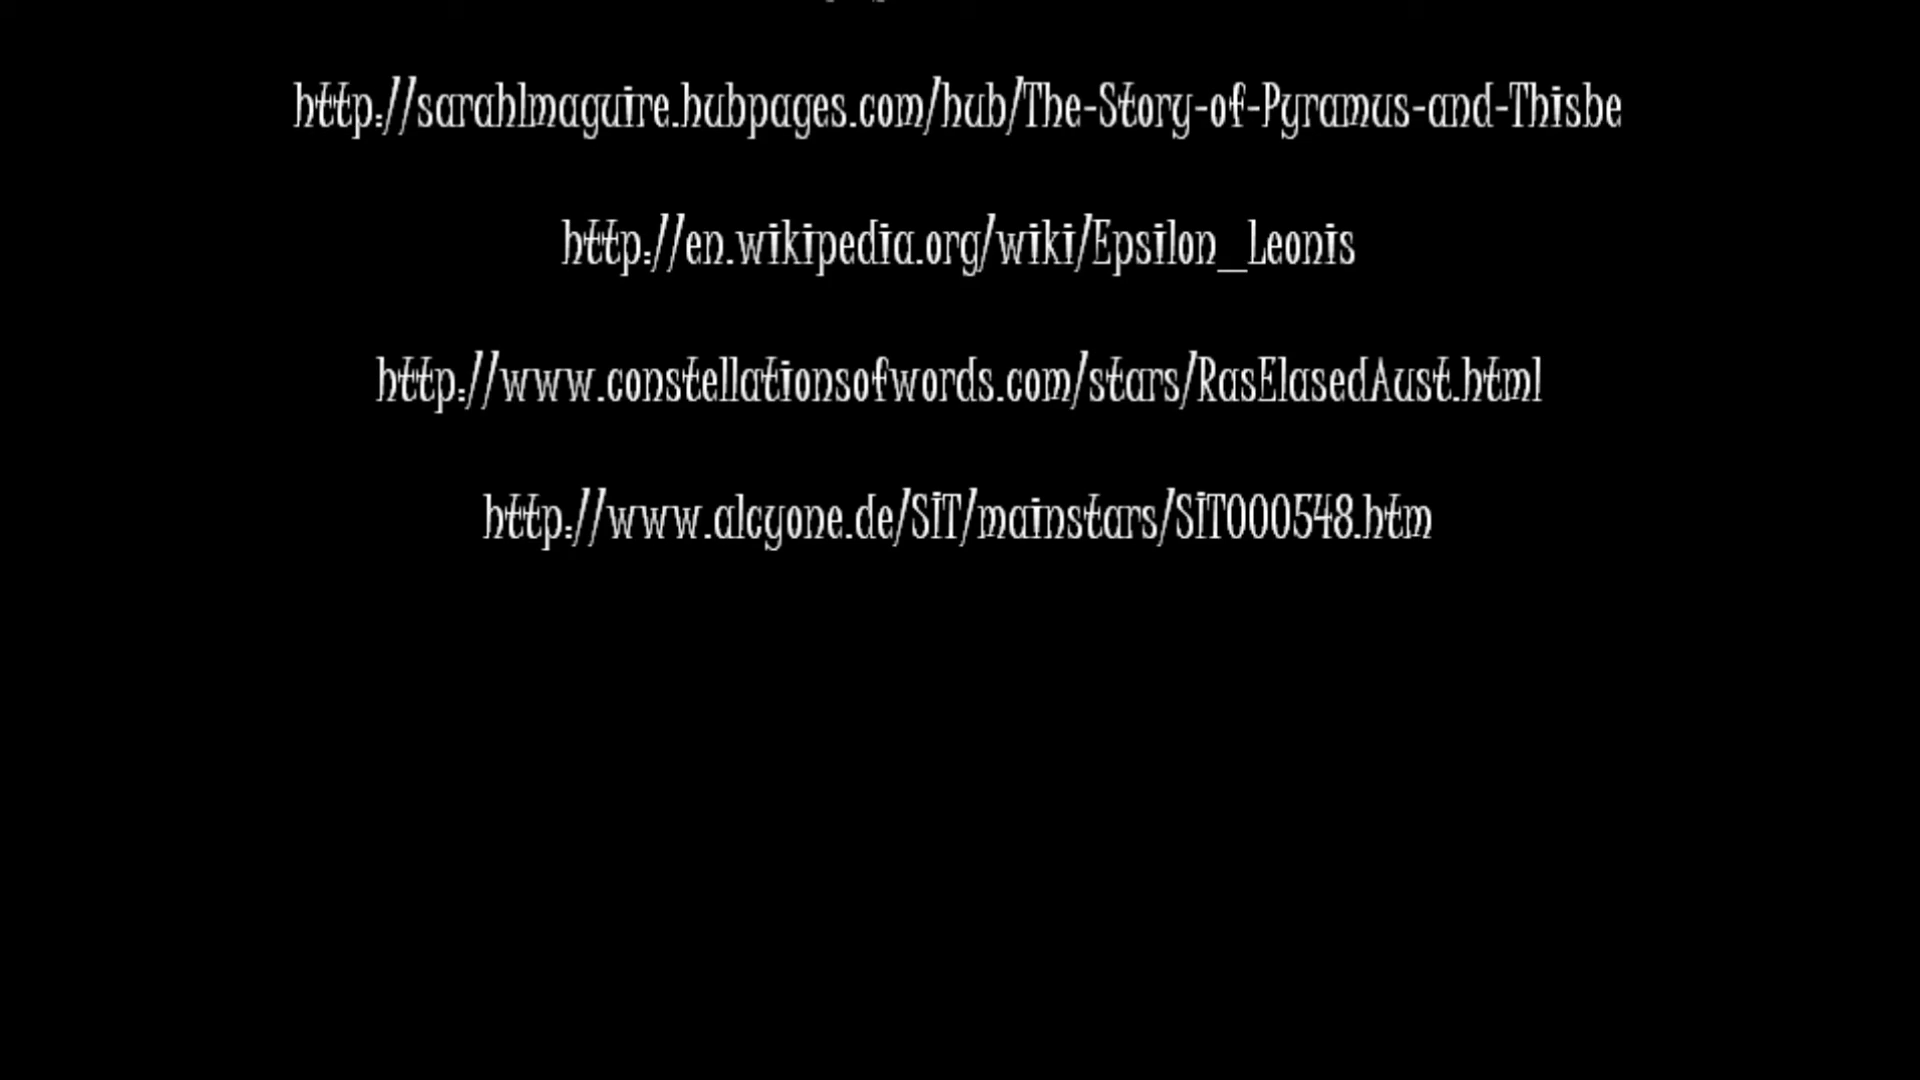 http://sarahlmaguire.hubpages.com/hub/The-Story-of-Pyramus-and-Thisbe
http://en.wikipedia.org/wiki/Epsilon_Leonis
http://www.constellationsofwords.com/stars/RasElasedAust.html
http://www.alcyone.de/SIT/mainstars/SIT000548.htm